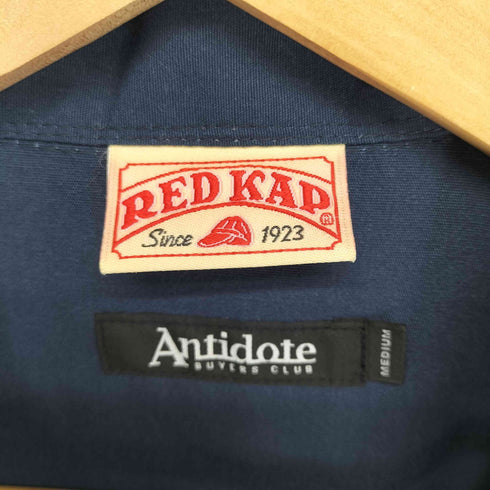 RED KAP®
Since 1923
Antidote
BUYERS CLUB
MEDIUM